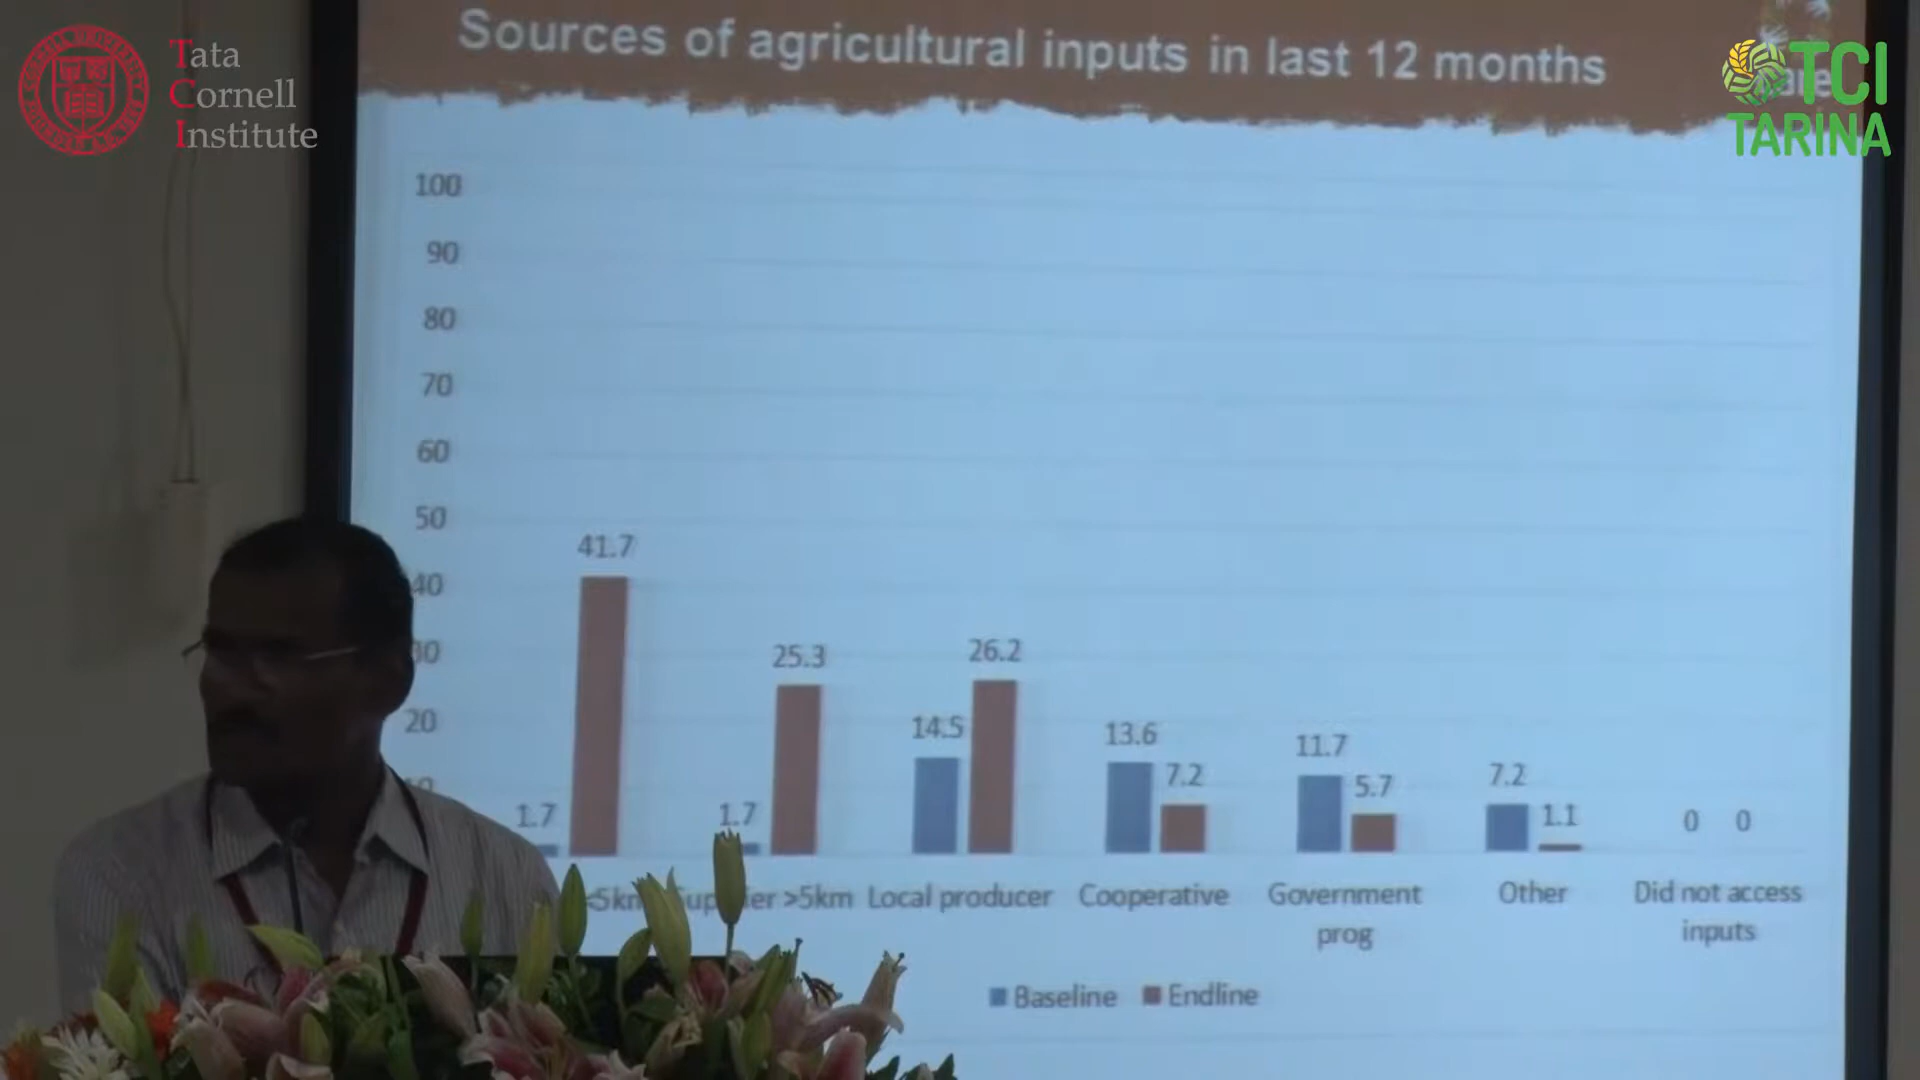 Tata
Cornell
Institute
Sources of agricultural inputs in last 12 months
TCI
TARINA
100
90
80
70
60
50
40
20
41.7
25.3
26.2
14.5
13.6
7.2
11.7
5.7
7.2
1.1
1.7
1.7
0 0
<5km
>5km
Local producer
Cooperative
Government
prog
Other
Did not access
inputs
Baseline Endline